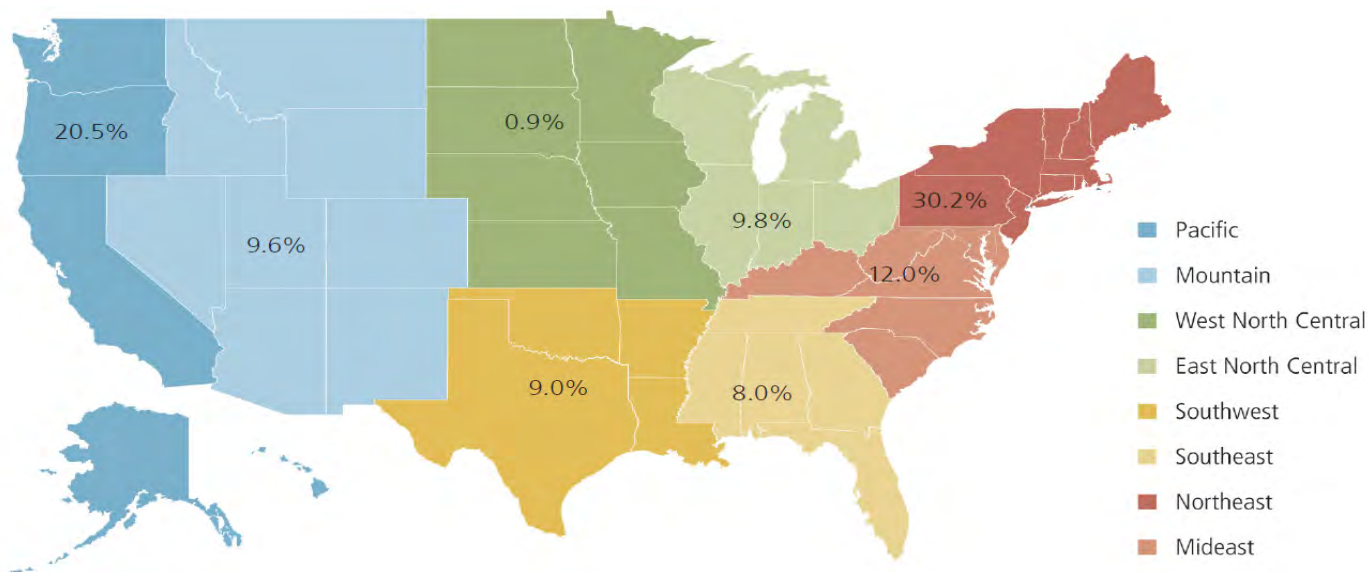 20.5%
0.9%
9.6%
9.8%
30.2%
12.0%
9.0%
8.0%
Pacific
Mountain
West North Central
East North Central
Southwest
Southeast
Northeast
Mideast